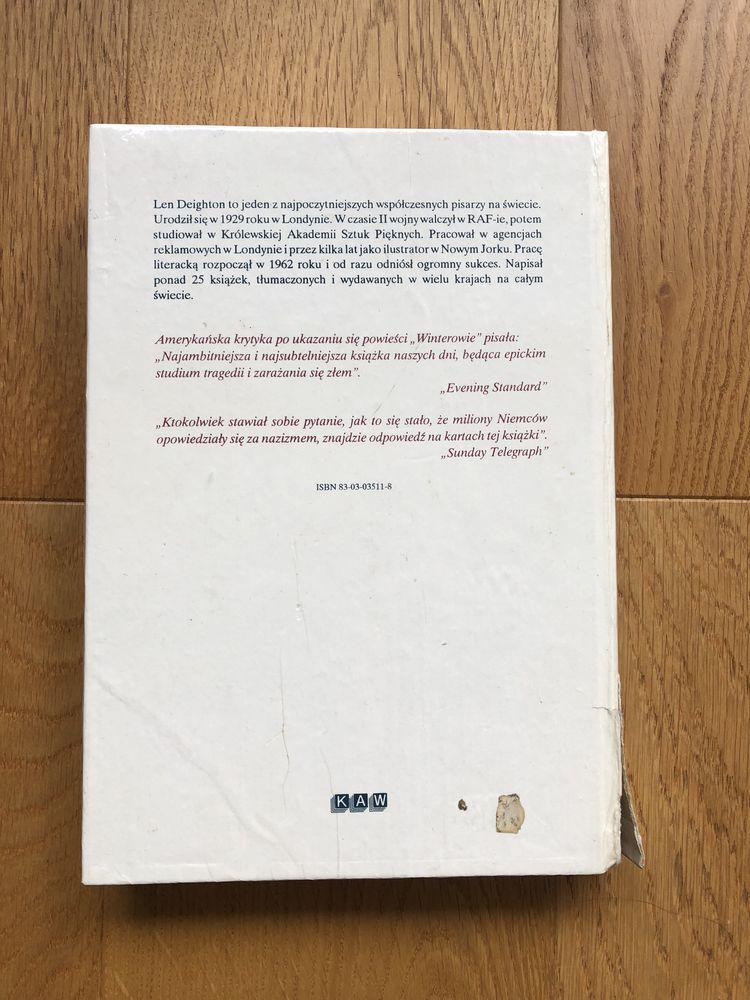 Len Deighton to jeden z najpoczytniejszych współczesnych pisarzy na świecie.
Urodził się w 1929 roku w Londynie. W czasie II wojny walczył w RAF-ie, potem
studiował w Królewskiej Akademii Sztuk Pięknych. Pracował w agencjach
reklamowych w Londynie i przez kilka lat jako ilustrator w Nowym Jorku. Pracę
literacką rozpoczął w 1962 roku i od razu odniósł ogromny sukces. Napisał
ponad 25 książek, tłumaczonych i wydawanych w wielu krajach na całym
świecie.
Amerykańska krytyka po ukazaniu się powieści „Winterowie” pisała:
„Najambitniejsza i najsubtelniejsza książka naszych dni, będąca epickim
studium tragedii i zarażania się złem”.
„Evening Standard”
„Ktokolwiek stawiał sobie pytanie, jak to się stało, że miliony Niemców
opowiedziały się za nazizmem, znajdzie odpowiedź na kartach tej książki”.
„Sunday Telegraph”
ISBN 83-03-03511-8
KAW